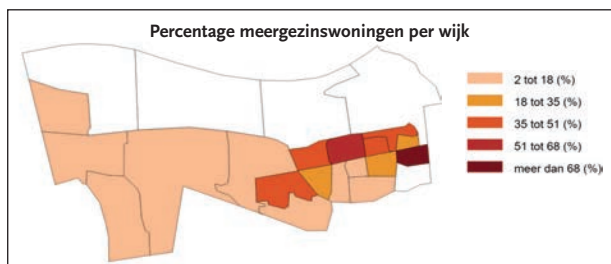 Percentage meergezinswoningen per wijk
2 tot 18 (%)
18 tot 35 (%)
35 tot 51 (%)
51 tot 68 (%)
meer dan 68 (%)